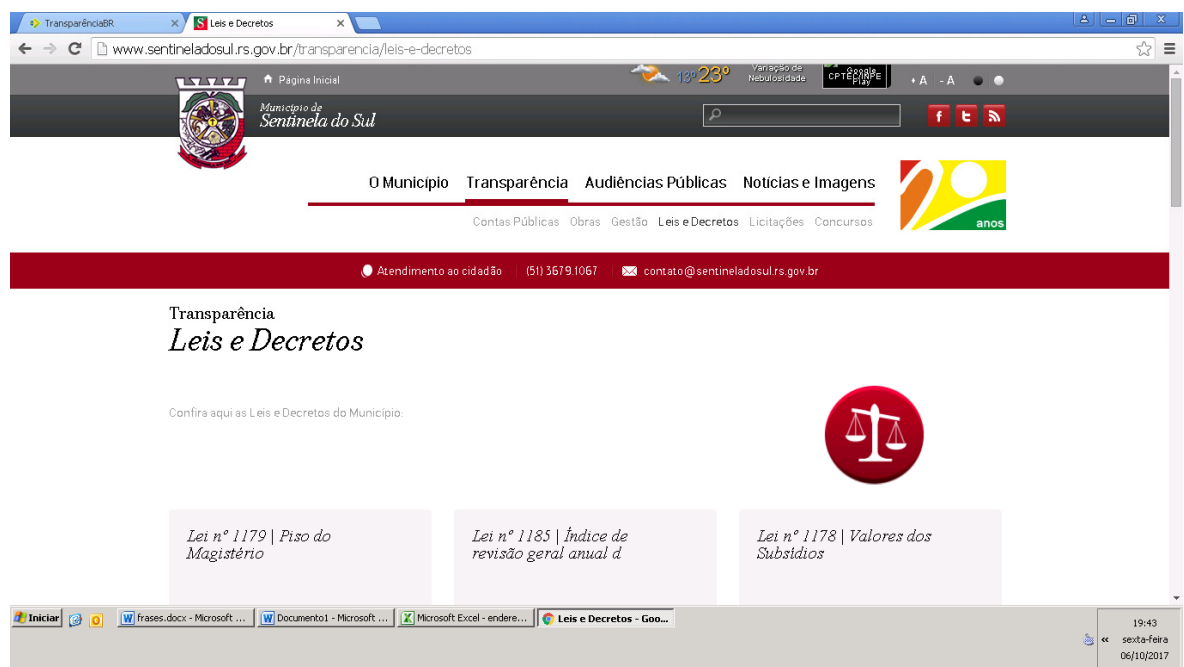 TransparênciaBR
Leis e Decretos
www.sentineladosul.rs.gov.br/transparencia/leis-e-decretos
Página Inicial
13º 23º
Variação de
Nebulosidade
Google
Play
+ A - A
Município de
Sentinela do Sul
O Município Transparência Audiências Públicas Notícias e Imagens
anos
Contas Públicas Obras Gestão Leis e Decretos Licitações Concursos
Atendimento ao cidadão (51) 3679.1067 contato@sentineladosul.rs.gov.br
Transparência
Leis e Decretos
Confira aqui as Leis e Decretos do Município:
Lei nº 1179 | Piso do
Magistério
Lei nº 1185 | Índice de
revisão geral anual d
Lei nº 1178 | Valores dos
Subsídios
Iniciar
frases.docx - Microsoft ...
Documento1 - Microsoft ...
Microsoft Excel - endere...
Leis e Decretos - Goo...
19:43
sexta-feira
06/10/2017